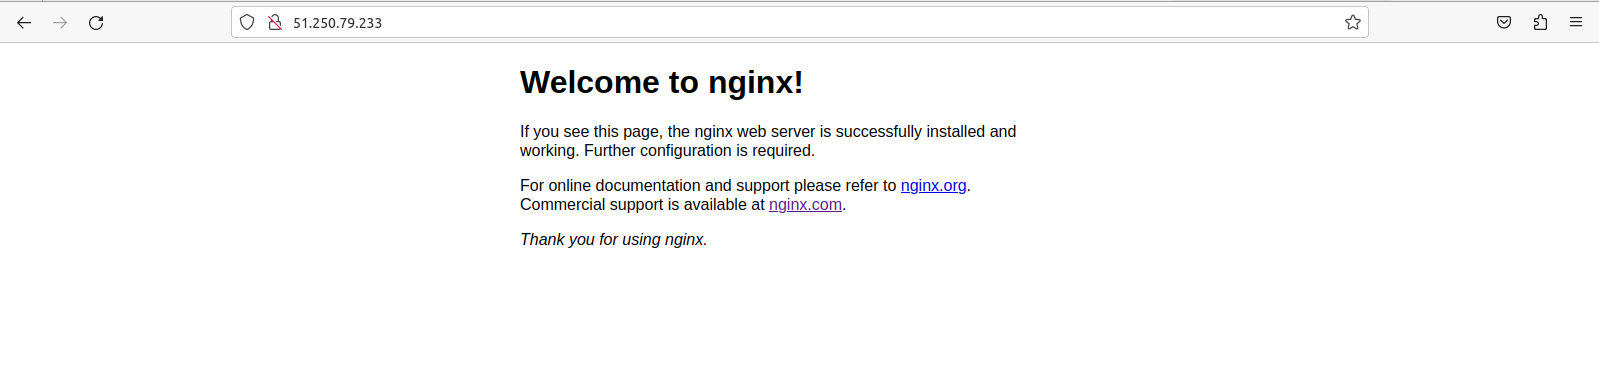 51.250.79.233
Welcome to nginx!
If you see this page, the nginx web server is successfully installed and
working. Further configuration is required.
For online documentation and support please refer to nginx.org.
Commercial support is available at nginx.com.
Thank you for using nginx.